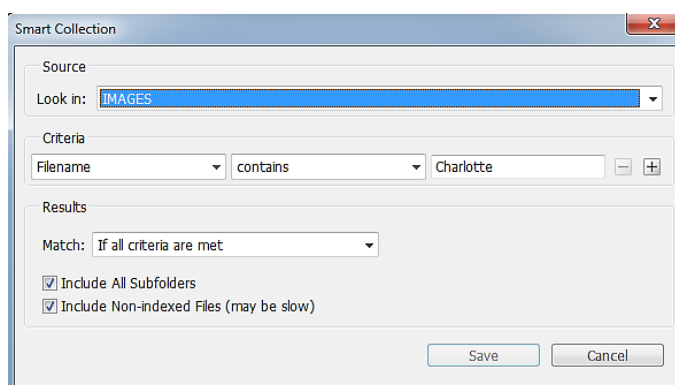 Smart Collection
Source
Look in: IMAGES
Criteria
Filename contains Charlotte
Results
Match: If all criteria are met
Include All Subfolders
Include Non-indexed Files (may be slow)
Save Cancel